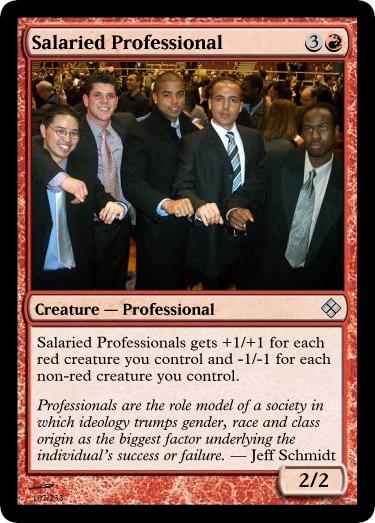 Salaried Professional 3
Creature — Professional
Salaried Professionals gets +1/+1 for each
red creature you control and -1/-1 for each
non-red creature you control.
Professionals are the role model of a society in
which ideology trumps gender, race and class
origin as the biggest factor underlying the
individual's success or failure. — Jeff Schmidt
2/2
107/233